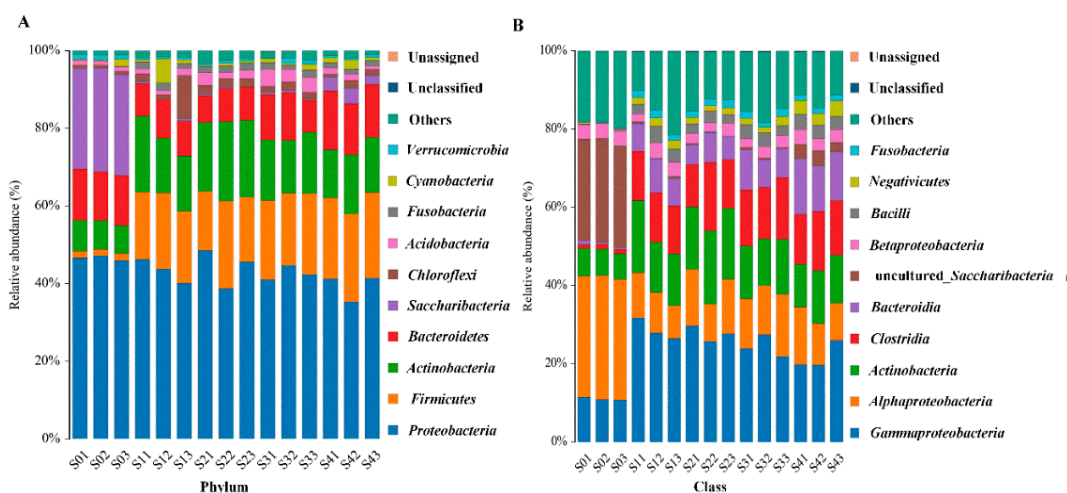 A
B
Relative abundance (%)
100%
80%
60%
40%
20%
0%
S01 S02 S03 S11 S12 S13 S21 S22 S23 S31 S32 S33 S41 S42 S43
Phylum
Unassigned
Unclassified
Others
Verrucomicrobia
Cyanobacteria
Fusobacteria
Acidobacteria
Chloroflexi
Saccharibacteria
Bacteroidetes
Actinobacteria
Firmicutes
Proteobacteria
Relative abundance (%)
100%
80%
60%
40%
20%
0%
S01 S02 S03 S11 S12 S13 S21 S22 S23 S31 S32 S33 S41 S42 S43
Class
Unassigned
Unclassified
Others
Fusobacteria
Negativicutes
Bacilli
Betaproteobacteria
uncultured_Saccharibacteria
Bacteroidia
Clostridia
Actinobacteria
Alphaproteobacteria
Gammaproteobacteria